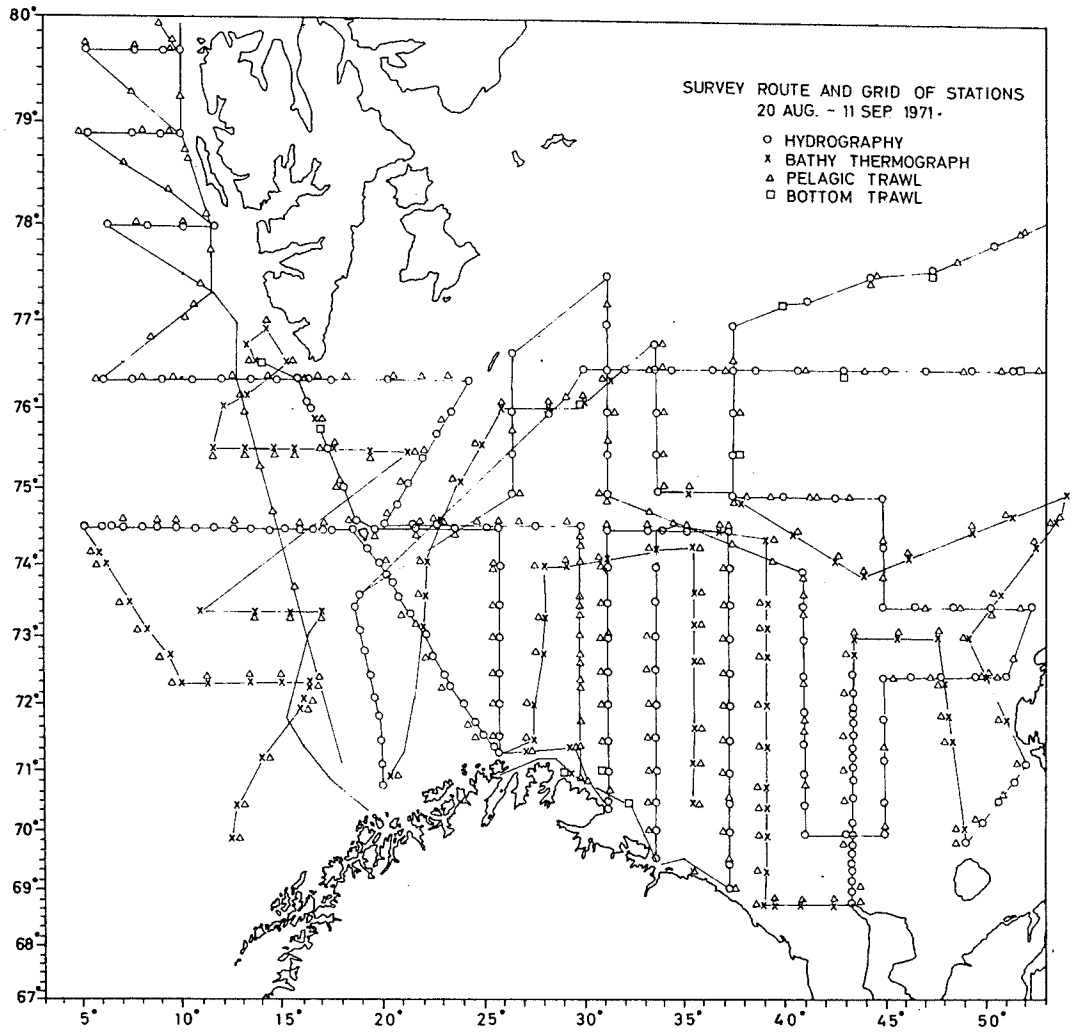 80°
79°
78°
77°
76°
75°
74°
73°
72°
71°
70°
69°
68°
67°
SURVEY ROUTE AND GRID OF STATIONS
20 AUG. - 11 SEP 1971.
○ HYDROGRAPHY
x BATHY THERMOGRAPH
△ PELAGIC TRAWL
□ BOTTOM TRAWL
5° 10° 15° 20° 25° 30° 35° 40° 45° 50°